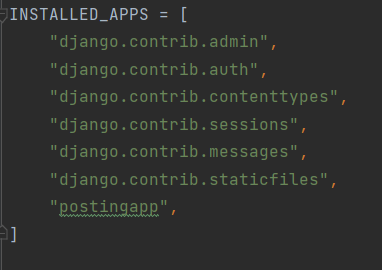 INSTALLED_APPS = [
    "django.contrib.admin",
    "django.contrib.auth",
    "django.contrib.contenttypes",
    "django.contrib.sessions",
    "django.contrib.messages",
    "django.contrib.staticfiles",
    "postingapp",
]